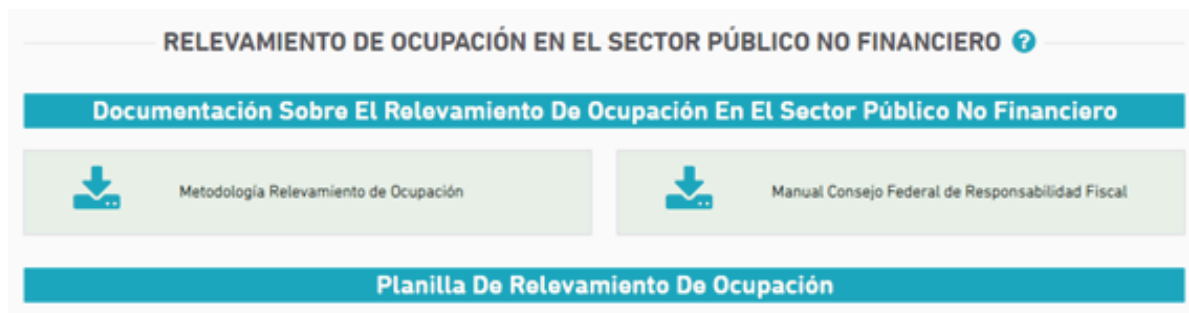 RELEVAMIENTO DE OCUPACIÓN EN EL SECTOR PÚBLICO NO FINANCIERO ?
Documentación Sobre El Relevamiento De Ocupación En El Sector Público No Financiero
Metodología Relevamiento de Ocupación
Manual Consejo Federal de Responsabilidad Fiscal
Planilla De Relevamiento De Ocupación